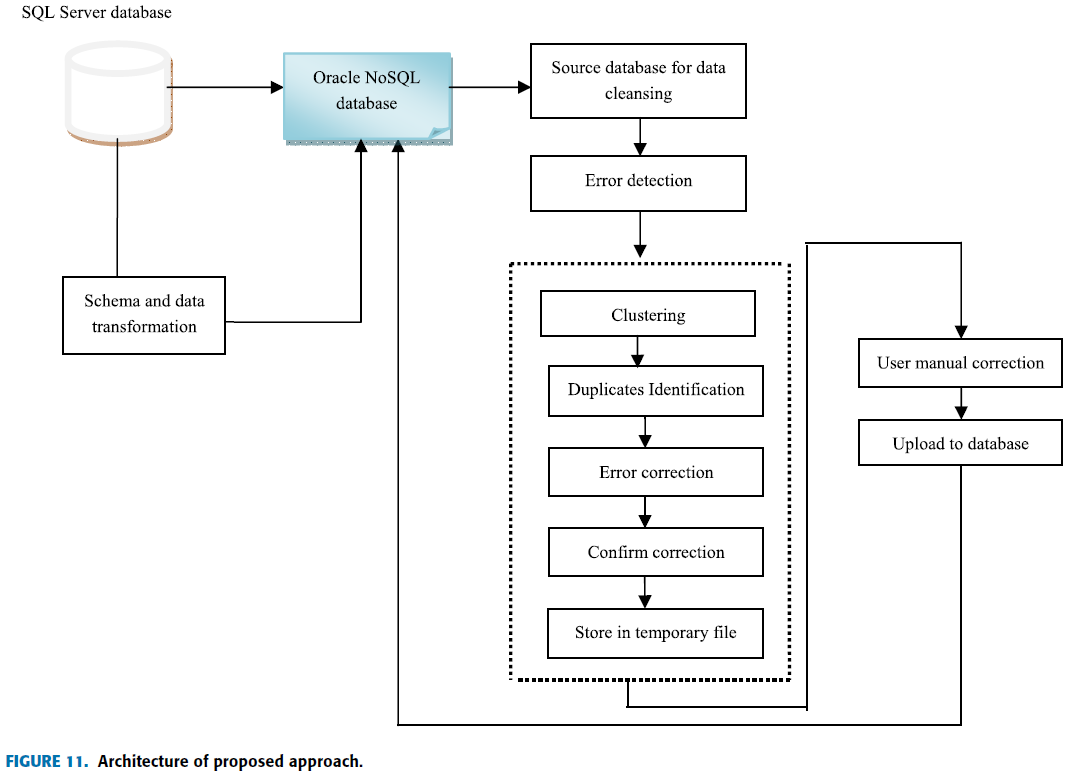 SQL Server database
Oracle NoSQL
database
Source database for data
cleansing
Error detection
Schema and data
transformation
Clustering
Duplicates Identification
Error correction
Confirm correction
Store in temporary file
User manual correction
Upload to database
FIGURE 11. Architecture of proposed approach.